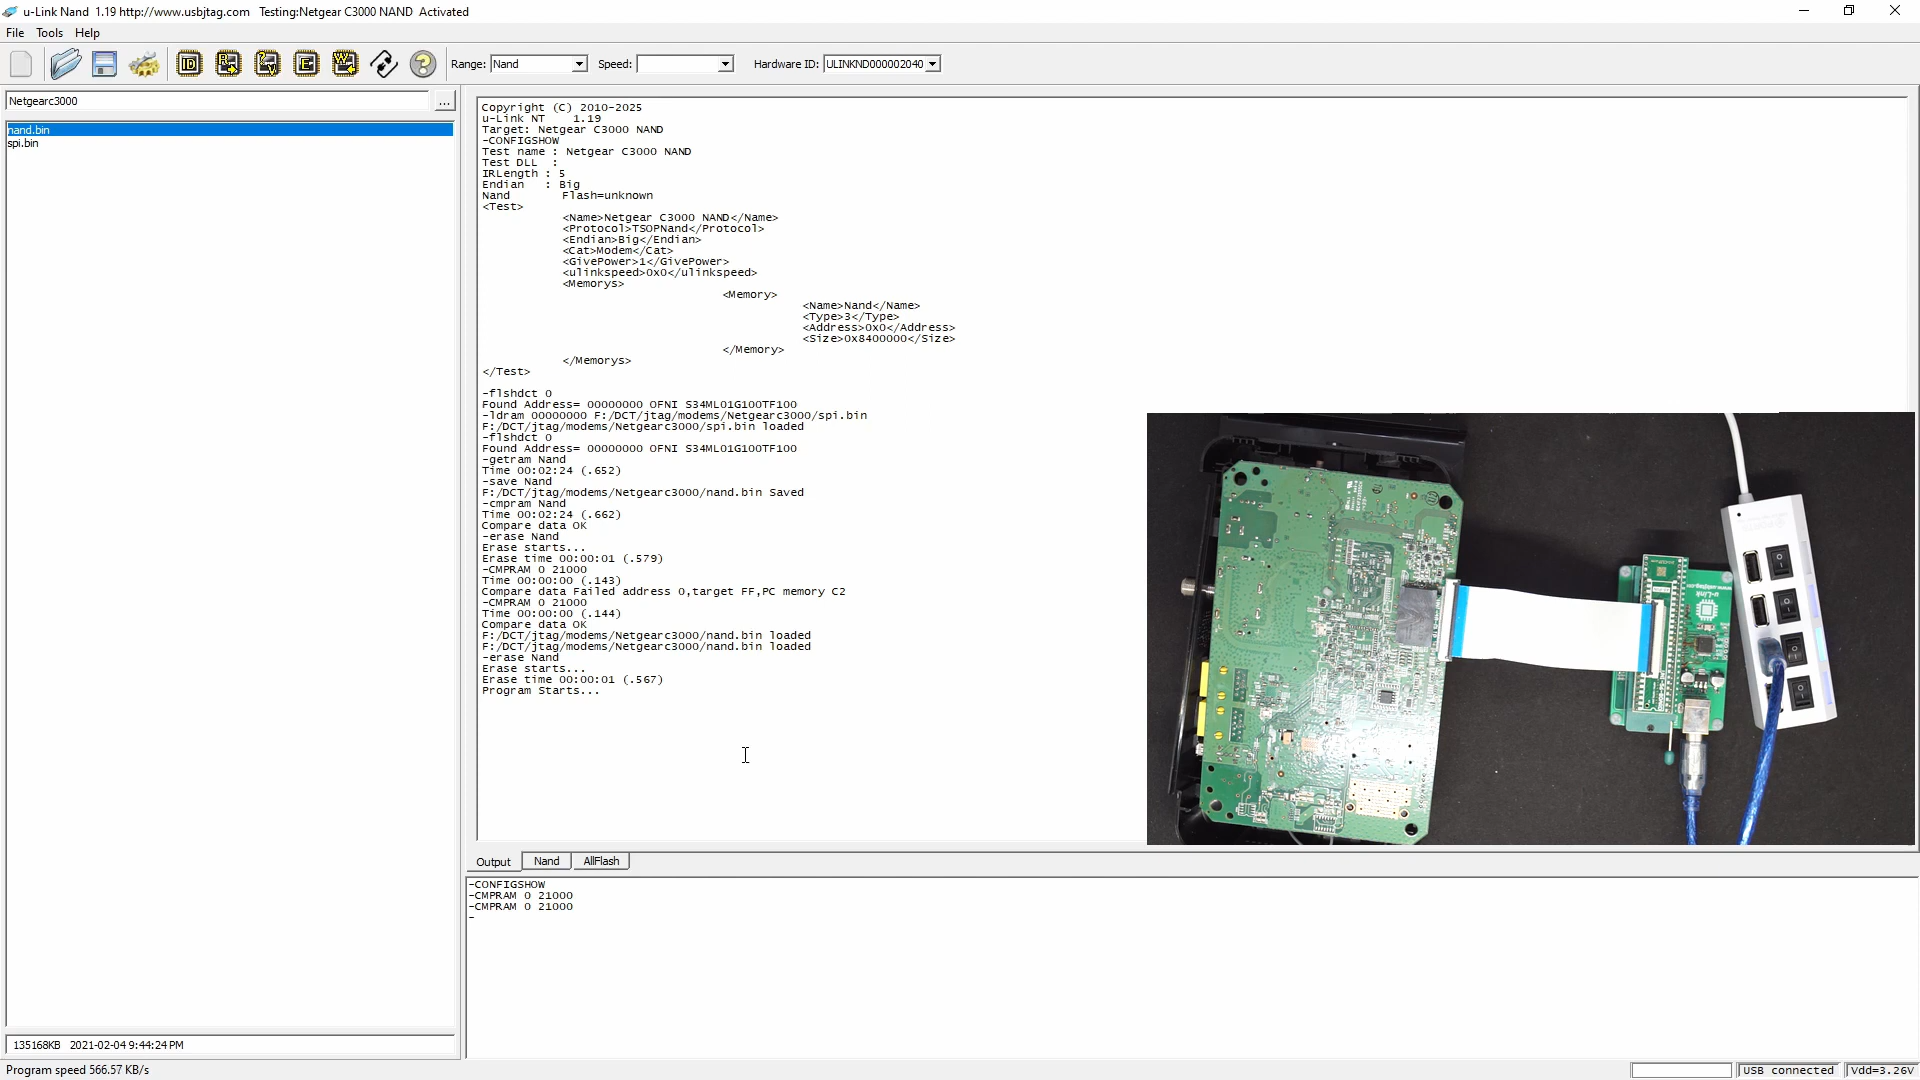 u-Link Nand  1.19 http://www.usbjtag.com   Testing:Netgear C3000 NAND  Activated
File Tools Help
ID R ?V E W Range: Nand Speed: Hardware ID: ULINKND000002040
Netgearc3000 ...
nand.bin
spi.bin
Copyright (C) 2010-2025
u-Link NT    1.19
Target: Netgear C3000 NAND
-CONFIGSHOW
Test name : Netgear C3000 NAND
Test DLL  :
IRLength : 5
Endian   : Big
Nand       Flash=unknown
<Test>
<Name>Netgear C3000 NAND</Name>
<Protocol>TSOPNand</Protocol>
<Endian>Big</Endian>
<Cat>Modem</Cat>
<GivePower>1</GivePower>
<ulinkspeed>0x0</ulinkspeed>
<Memorys>
<Memory>
<Name>Nand</Name>
<Type>3</Type>
<Address>0x0</Address>
<Size>0x8400000</Size>
</Memory>
</Memorys>
</Test>
-flshdct 0
Found Address= 00000000 OFNI S34ML01G100TF100
-ldram 00000000 F:/DCT/jtag/modems/Netgearc3000/spi.bin
F:/DCT/jtag/modems/Netgearc3000/spi.bin loaded
-flshdct 0
Found Address= 00000000 OFNI S34ML01G100TF100
-getram Nand
Time 00:02:24 (.652)
-save Nand
F:/DCT/jtag/modems/Netgearc3000/nand.bin Saved
-cmpram Nand
Time 00:02:24 (.662)
Compare data OK
-erase Nand
Erase starts...
Erase time 00:00:01 (.579)
-CMPRAM 0 21000
Time 00:00:00 (.143)
Compare data Failed address 0,target FF,PC memory C2
-CMPRAM 0 21000
Time 00:00:00 (.144)
Compare data OK
F:/DCT/jtag/modems/Netgearc3000/nand.bin loaded
F:/DCT/jtag/modems/Netgearc3000/nand.bin loaded
-erase Nand
Erase starts...
Erase time 00:00:01 (.567)
Program Starts...
u-Link
Output Nand AllFlash
-CONFIGSHOW
-CMPRAM 0 21000
-CMPRAM 0 21000
-
135168KB   2021-02-04 9:44:24 PM
Program speed 566.57 KB/s USB connected Vdd=3.26V